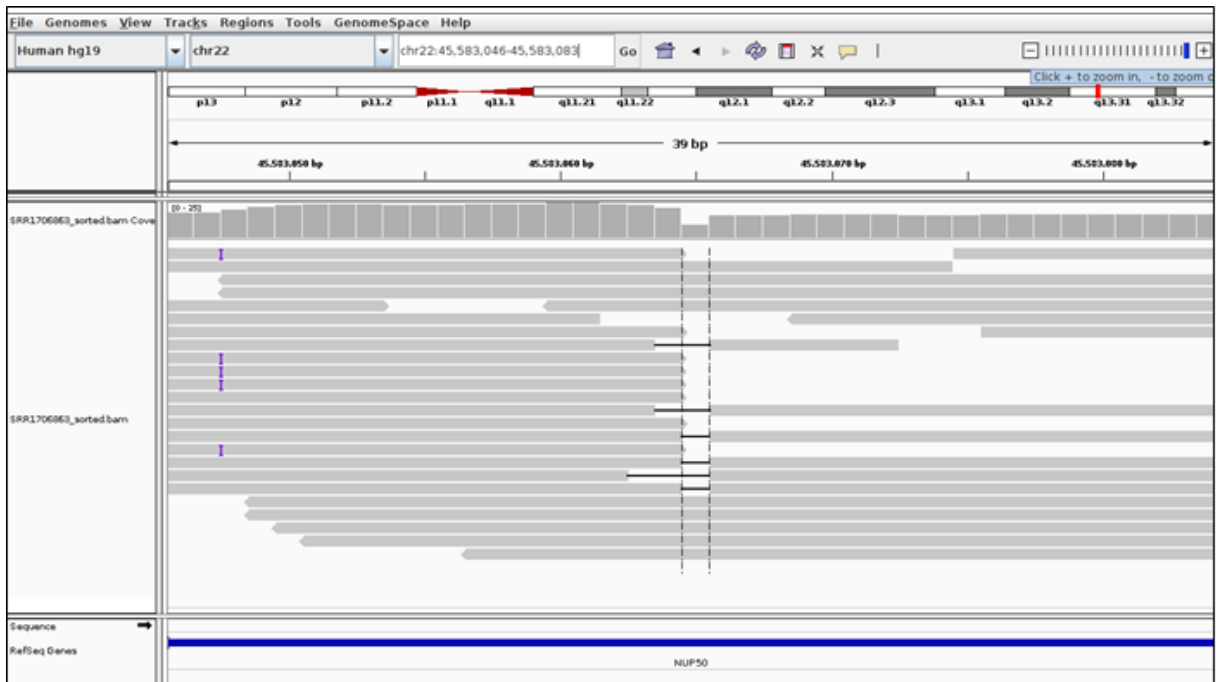 File Genomes View Tracks Regions Tools GenomeSpace Help
Human hg19 chr22 chr22:45,583,046-45,583,083 Go
Click + to zoom in, - to zoom o
p13 p12 p11.2 p11.1 q11.1 q11.21 q11.22 q12.1 q12.2 q12.3 q13.1 q13.2 q13.31 q13.32
39 bp
45,583,050 bp 45,583,060 bp 45,583,070 bp 45,583,080 bp
[0 - 25]
SRR1706863_sorted.bam Cove
SRR1706863_sorted.bam
Sequence
RefSeq Genes
NUP50